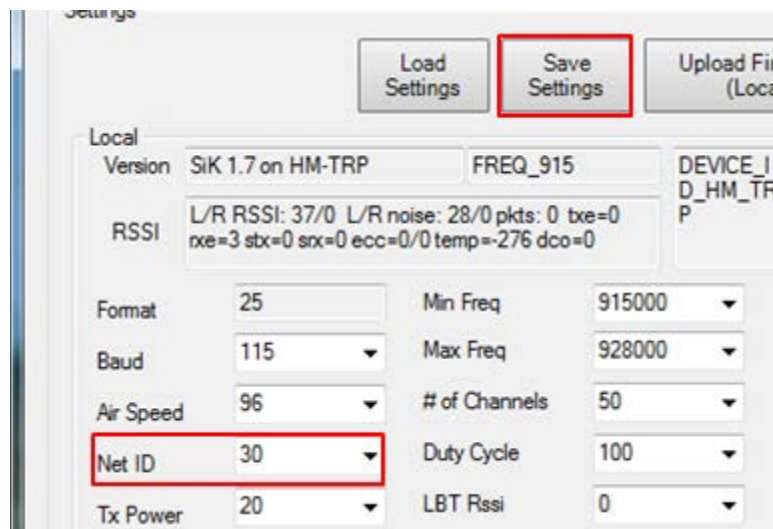 Settings
Load Settings
Save Settings
Upload Fi
(Loca
Local
Version SiK 1.7 on HM-TRP FREQ_915 DEVICE_I
D_HM_TR
P
RSSI L/R RSSI: 37/0 L/R noise: 28/0 pkts: 0 txe=0
rxe=3 stx=0 srx=0 ecc=0/0 temp=-276 dco=0
Format 25 Min Freq 915000
Baud 115 Max Freq 928000
Air Speed 96 # of Channels 50
Net ID 30 Duty Cycle 100
Tx Power 20 LBT Rssi 0